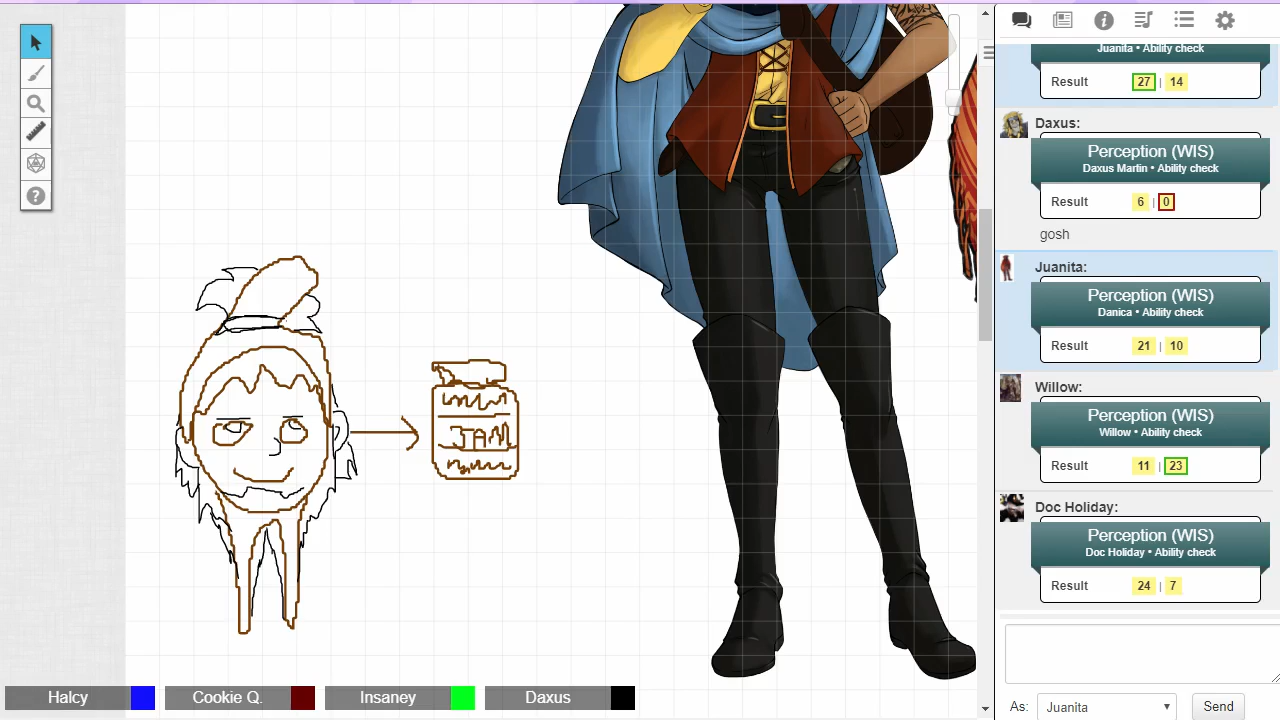 JAM
Halcy
Cookie Q.
Insaney
Daxus
Juanita • Ability check
Result 27 | 14
Daxus:
Perception (WIS)
Daxus Martin • Ability check
Result 6 | 0
gosh
Juanita:
Perception (WIS)
Danica • Ability check
Result 21 | 10
Willow:
Perception (WIS)
Willow • Ability check
Result 11 | 23
Doc Holiday:
Perception (WIS)
Doc Holiday • Ability check
Result 24 | 7
As: Juanita Send